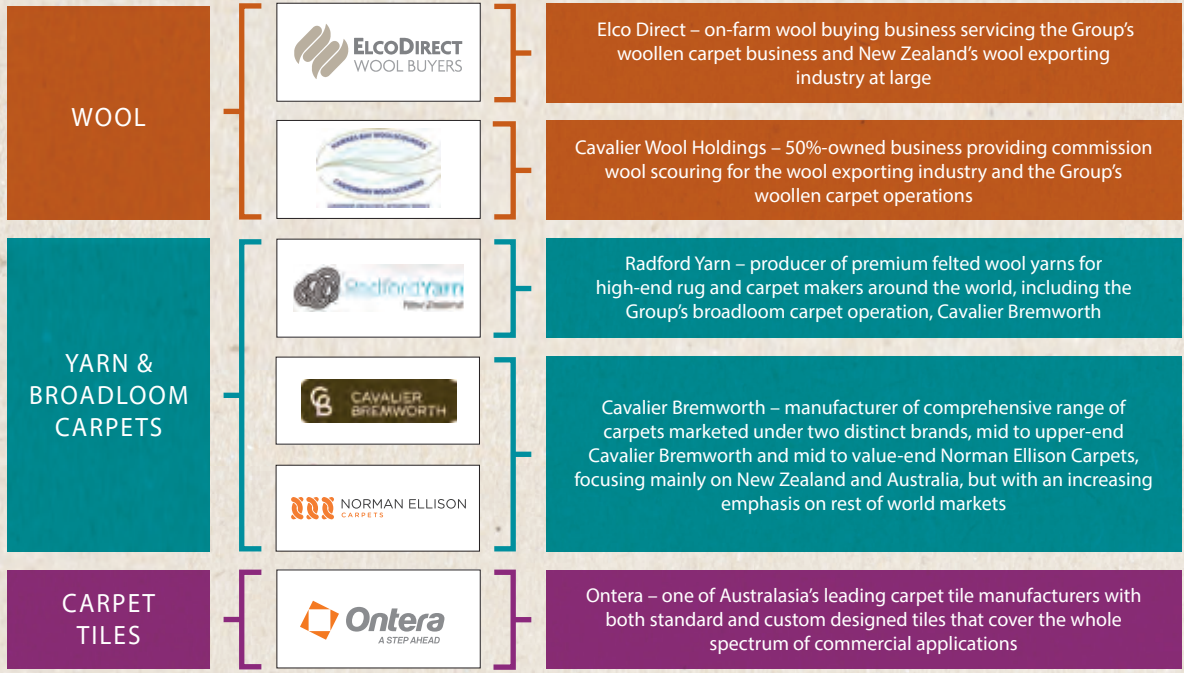 WOOL
ELCODIRECT
WOOL BUYERS
Elco Direct – on-farm wool buying business servicing the Group’s
woollen carpet business and New Zealand’s wool exporting
industry at large
HAWKES BAY WOOLSCOURERS
CANTERBURY WOOLSCOURERS
Cavalier Wool Holdings – 50%-owned business providing commission
wool scouring for the wool exporting industry and the Group’s
woollen carpet operations
YARN &
BROADLOOM
CARPETS
RadfordYarn
New Zealand
Radford Yarn – producer of premium felted wool yarns for
high-end rug and carpet makers around the world, including the
Group’s broadloom carpet operation, Cavalier Bremworth
CB
CAVALIER
BREMWORTH
NORMAN ELLISON
CARPETS
Cavalier Bremworth – manufacturer of comprehensive range of
carpets marketed under two distinct brands, mid to upper-end
Cavalier Bremworth and mid to value-end Norman Ellison Carpets,
focusing mainly on New Zealand and Australia, but with an increasing
emphasis on rest of world markets
CARPET
TILES
Ontera
A STEP AHEAD
Ontera – one of Australasia’s leading carpet tile manufacturers with
both standard and custom designed tiles that cover the whole
spectrum of commercial applications